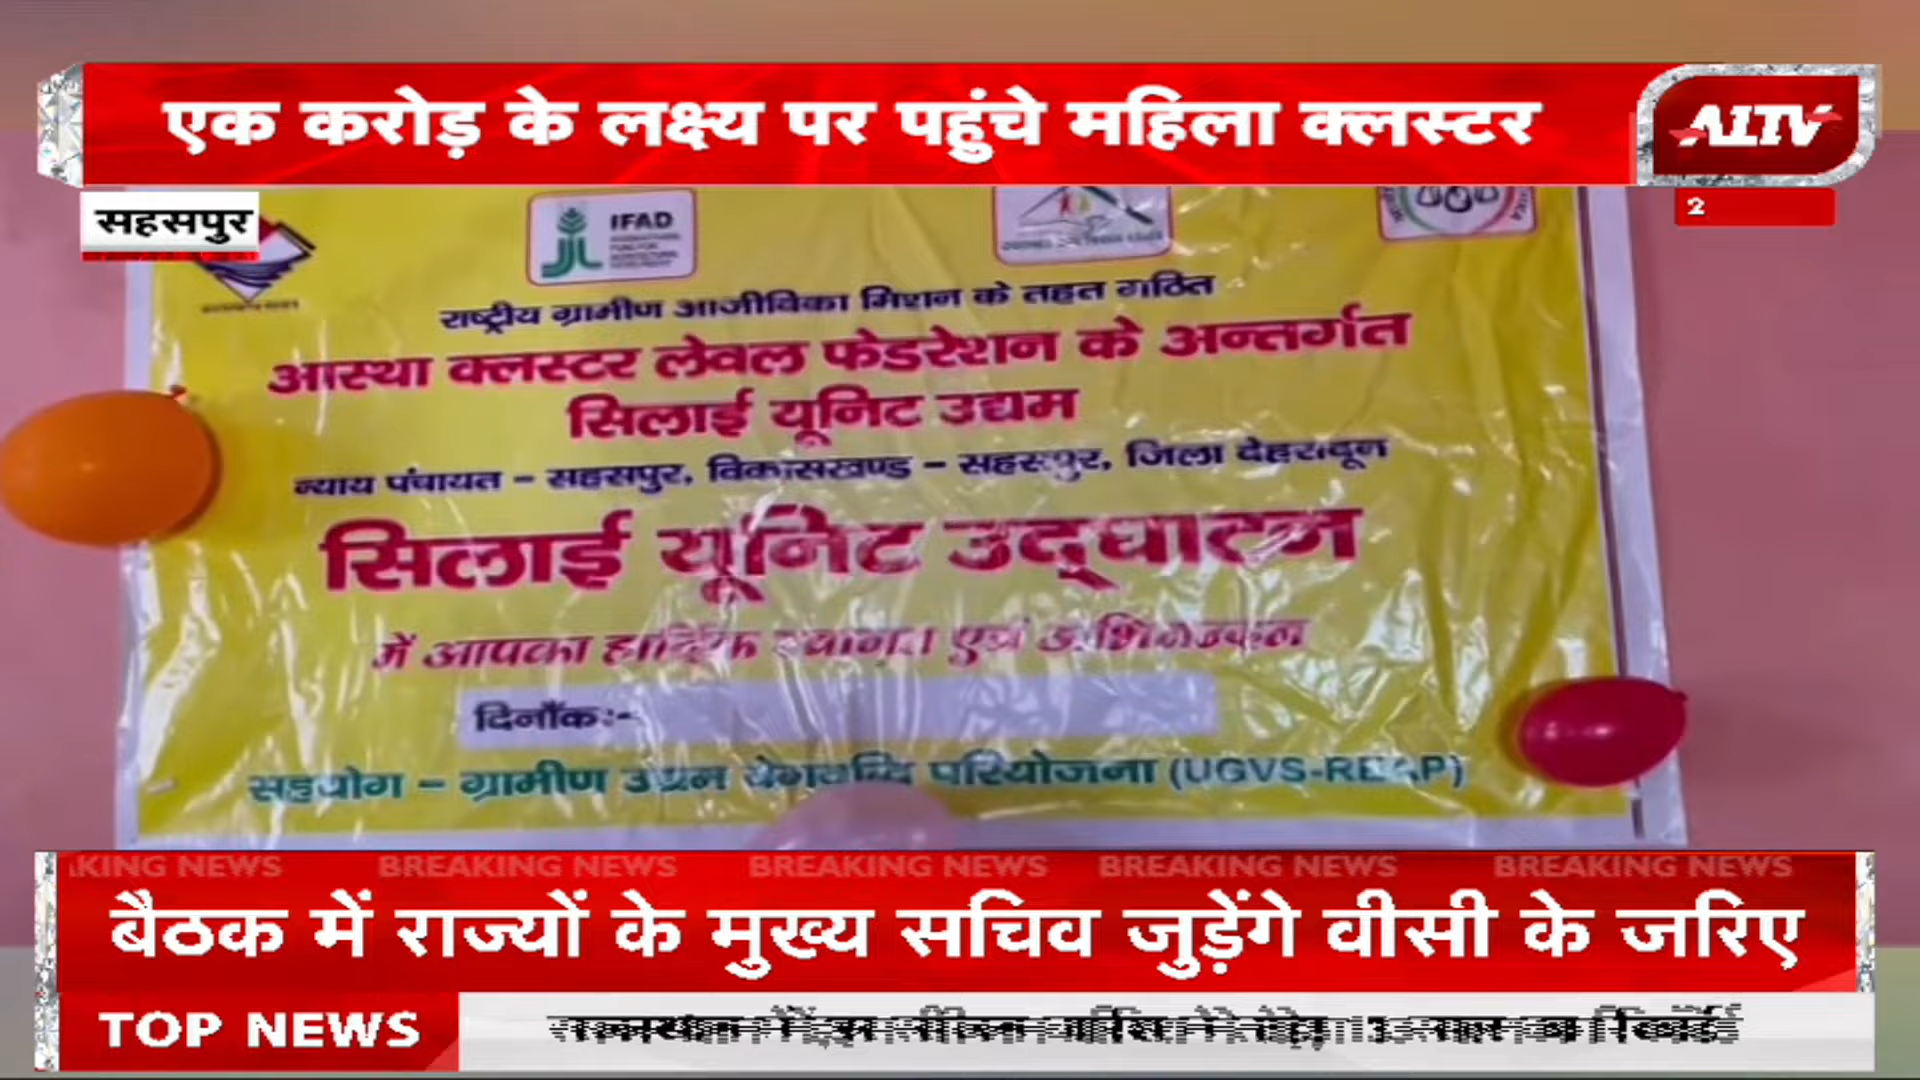 एक करोड़ के लक्ष्य पर पहुंचे महिला क्लस्टर
ALTV
2
सहसपुर
IFAD
राष्ट्रीय ग्रामीण आजीविका मिशन के तहत गठित
आस्था क्लस्टर लेवल फेडरेशन के अन्तर्गत
सिलाई यूनिट उद्यम
न्याय पंचायत - सहसपुर, विकासखण्ड - सहसपुर, जिला देहरादून
सिलाई यूनिट उद्घाटन
में आपका हार्दिक स्वागत एवं अभिनन्दन
दिनाँक:-
सहयोग - ग्रामीण उद्यम वेगवृद्धि परियोजना (UGVS-REAP)
BREAKING NEWS BREAKING NEWS BREAKING NEWS BREAKING NEWS
बैठक में राज्यों के मुख्य सचिव जुड़ेंगे वीसी के जरिए
TOP NEWS